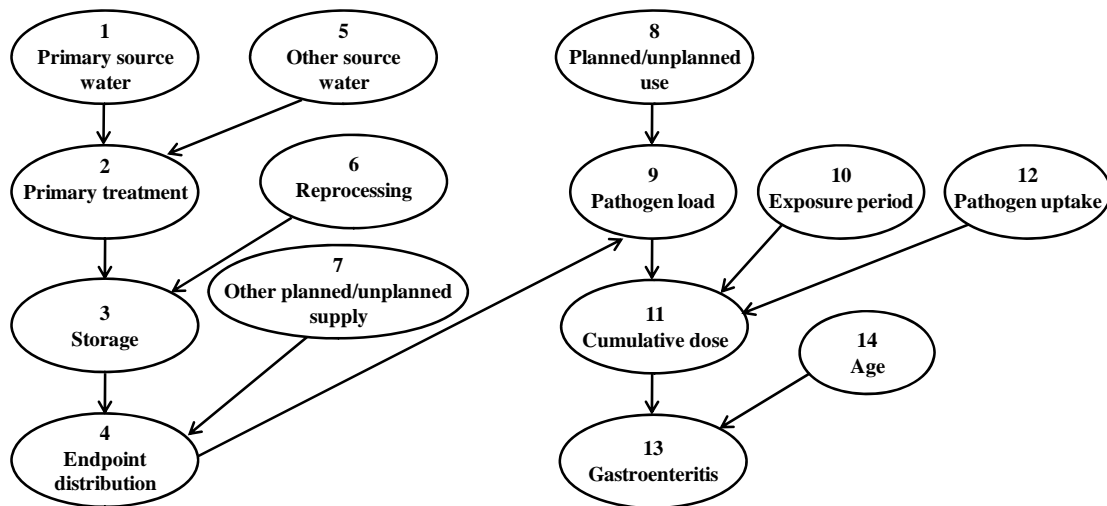 1
Primary source
water
5
Other source
water
8
Planned/unplanned
use
2
Primary treatment
6
Reprocessing
9
Pathogen load
10
Exposure period
12
Pathogen uptake
7
Other planned/unplanned
supply
3
Storage
11
Cumulative dose
14
Age
4
Endpoint
distribution
13
Gastroenteritis